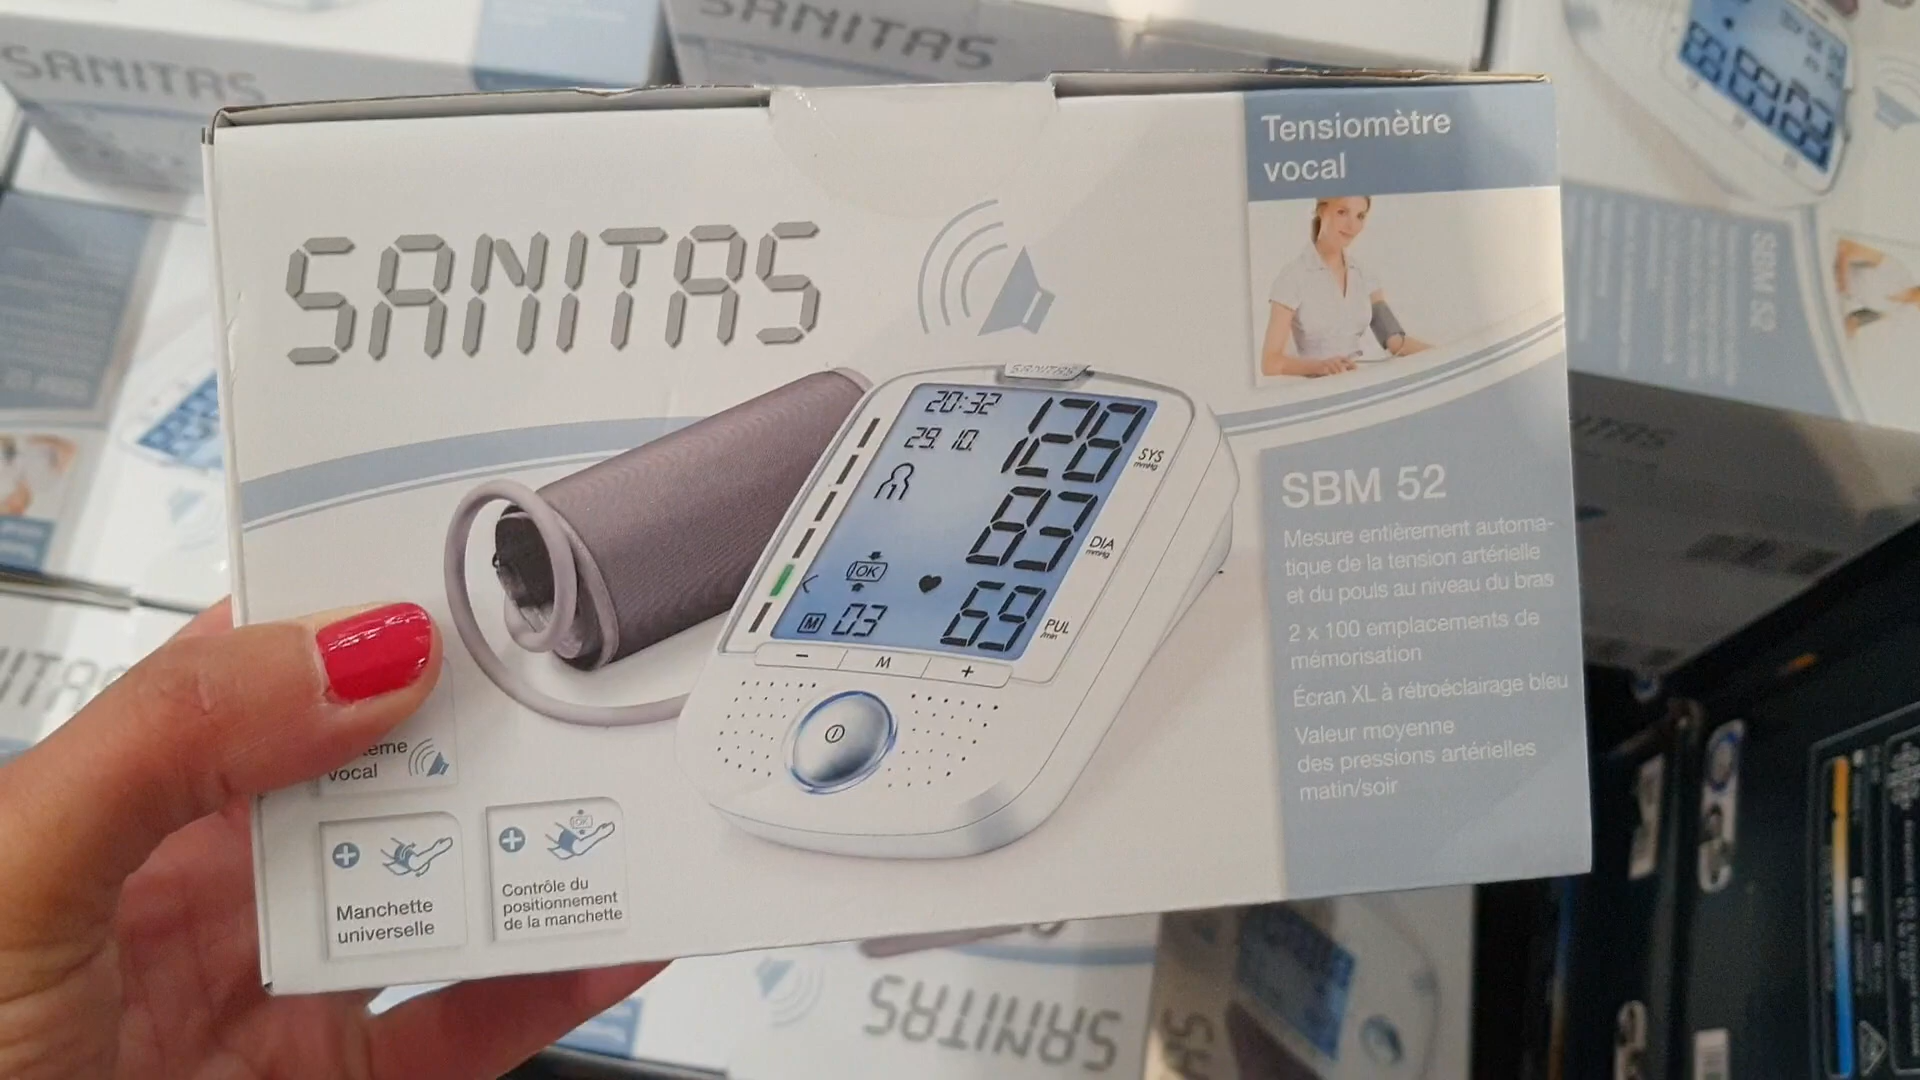 SANITAS
SANITAS
Tensiomètre
vocal
SANITAS
SANITAS
20:32
29. 10.
128
SYS
mmHg
83
DIA
mmHg
OK
M 03
69
PUL
/min
- M +
SBM 52
Mesure entièrement automa-
tique de la tension artérielle
et du pouls au niveau du bras
2 x 100 emplacements de
mémorisation
Écran XL à rétroéclairage bleu
Valeur moyenne
des pressions artérielles
matin/soir
vocal
Manchette
universelle
OK
Contrôle du
positionnement
de la manchette
SBM 52
SANITAS